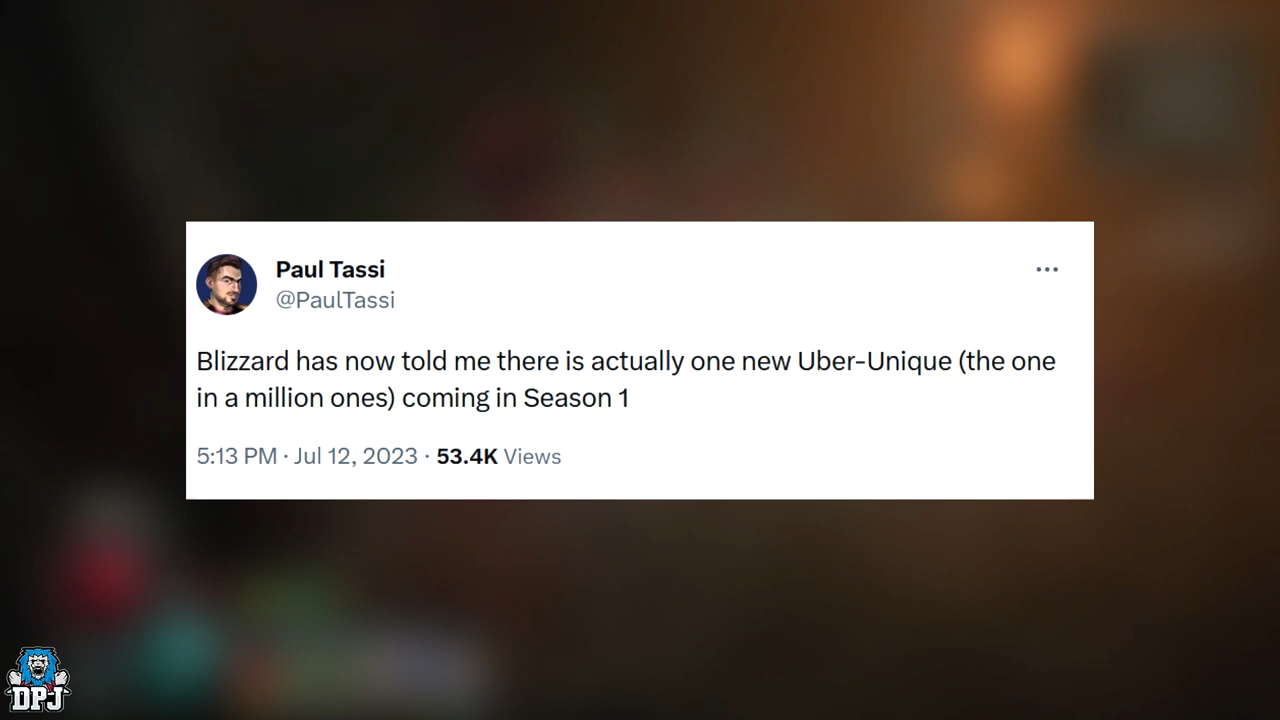 Paul Tassi
@PaulTassi
Blizzard has now told me there is actually one new Uber-Unique (the one
in a million ones) coming in Season 1
5:13 PM · Jul 12, 2023 · 53.4K Views
DPJ